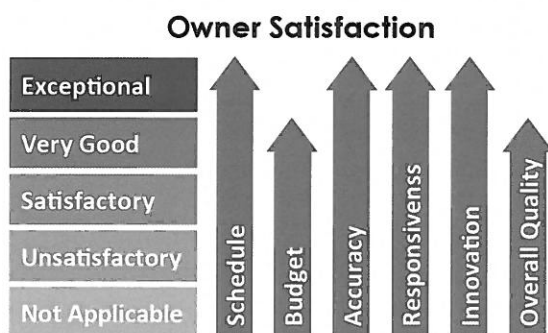 Owner Satisfaction
Exceptional
Very Good
Satisfactory
Unsatisfactory
Not Applicable
Schedule
Budget
Accuracy
Responsivenss
Innovation
Overall Quality